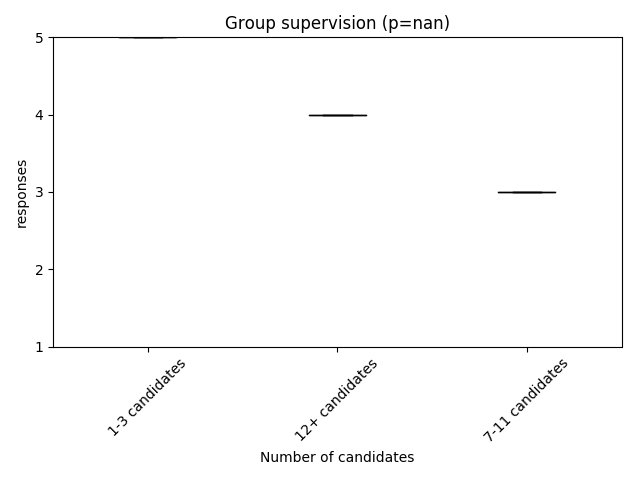 Group supervision (p=nan)
5
4
3
2
1
responses
1-3 candidates
12+ candidates
7-11 candidates
Number of candidates